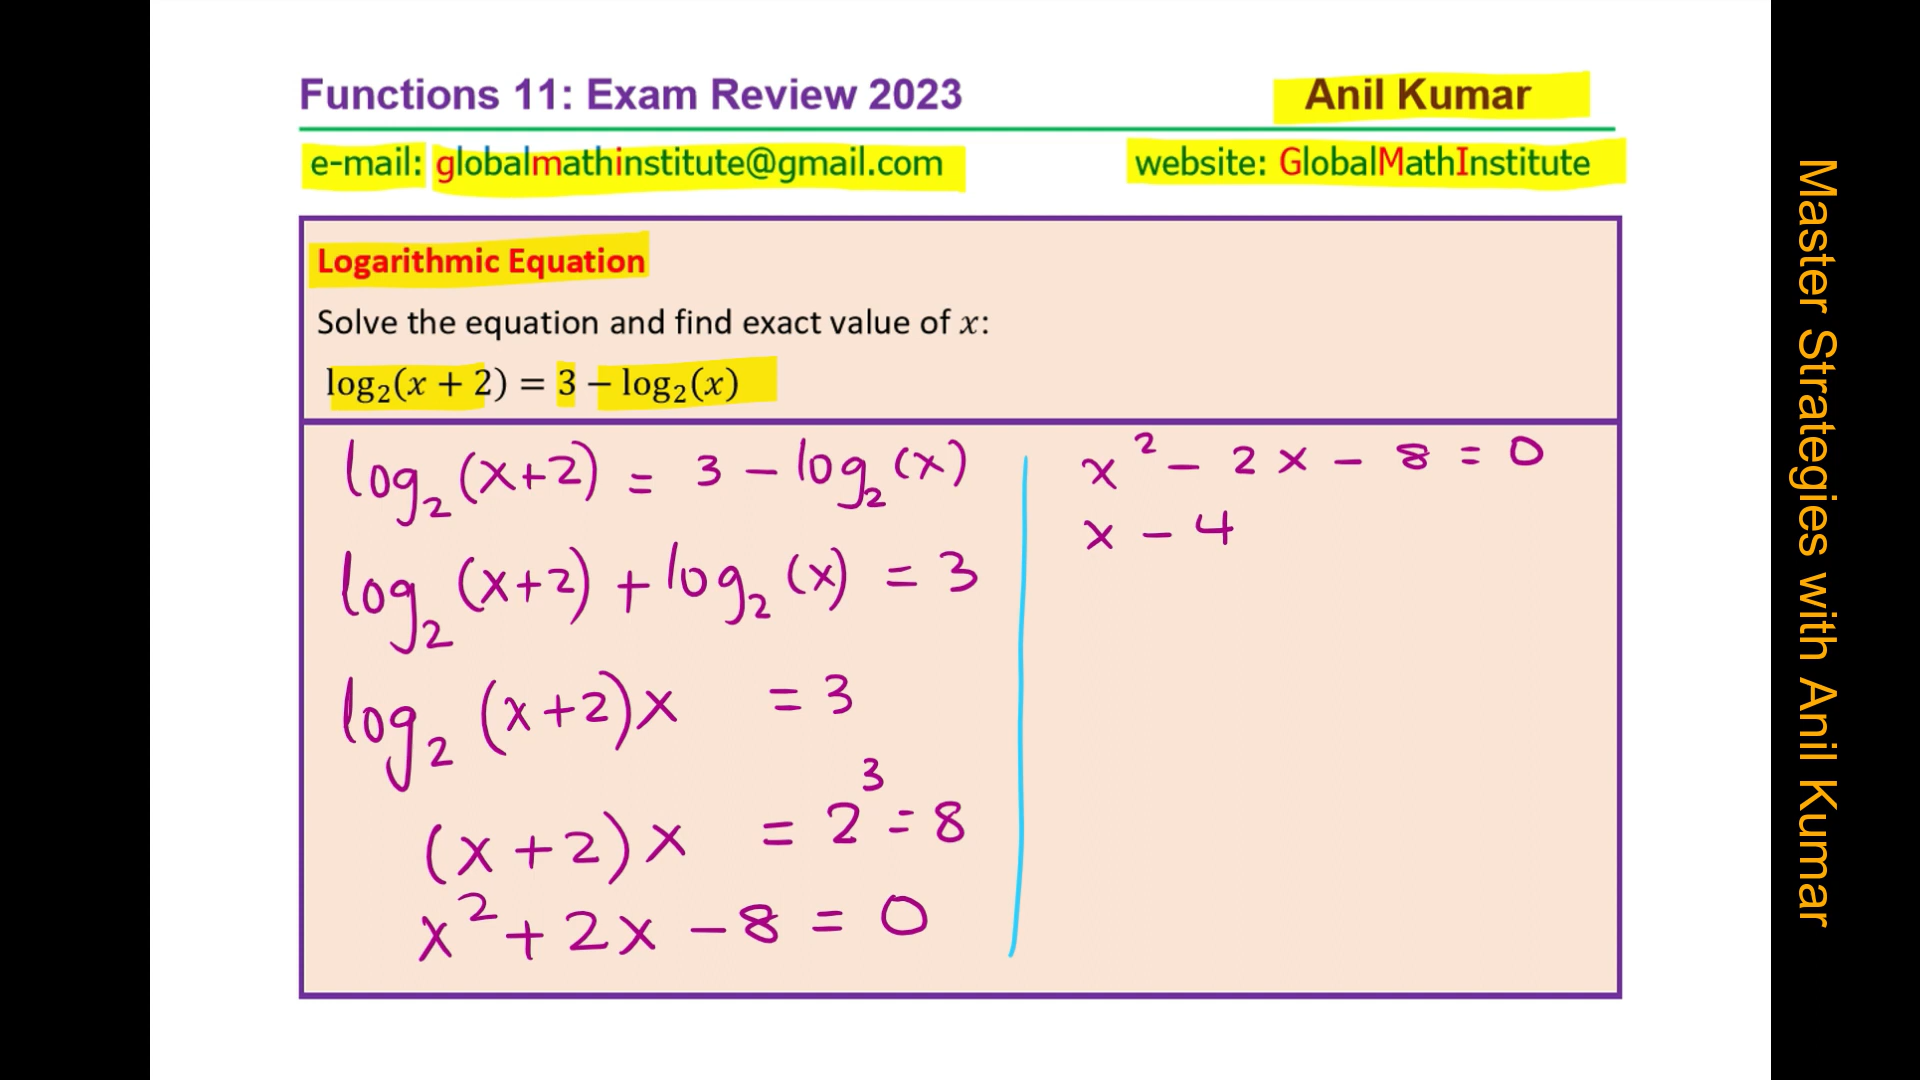 Functions 11: Exam Review 2023
Anil Kumar
e-mail: globalmathinstitute@gmail.com
website: GlobalMathInstitute
Logarithmic Equation
Solve the equation and find exact value of x:
log₂(x + 2) = 3 − log₂(x)
log₂(x+2) = 3 − log₂(x)
log₂(x+2) + log₂(x) = 3
log₂(x+2)x = 3
(x+2)x = 2³ = 8
x² + 2x − 8 = 0
x² − 2x − 8 = 0
x − 4
Master Strategies with Anil Kumar